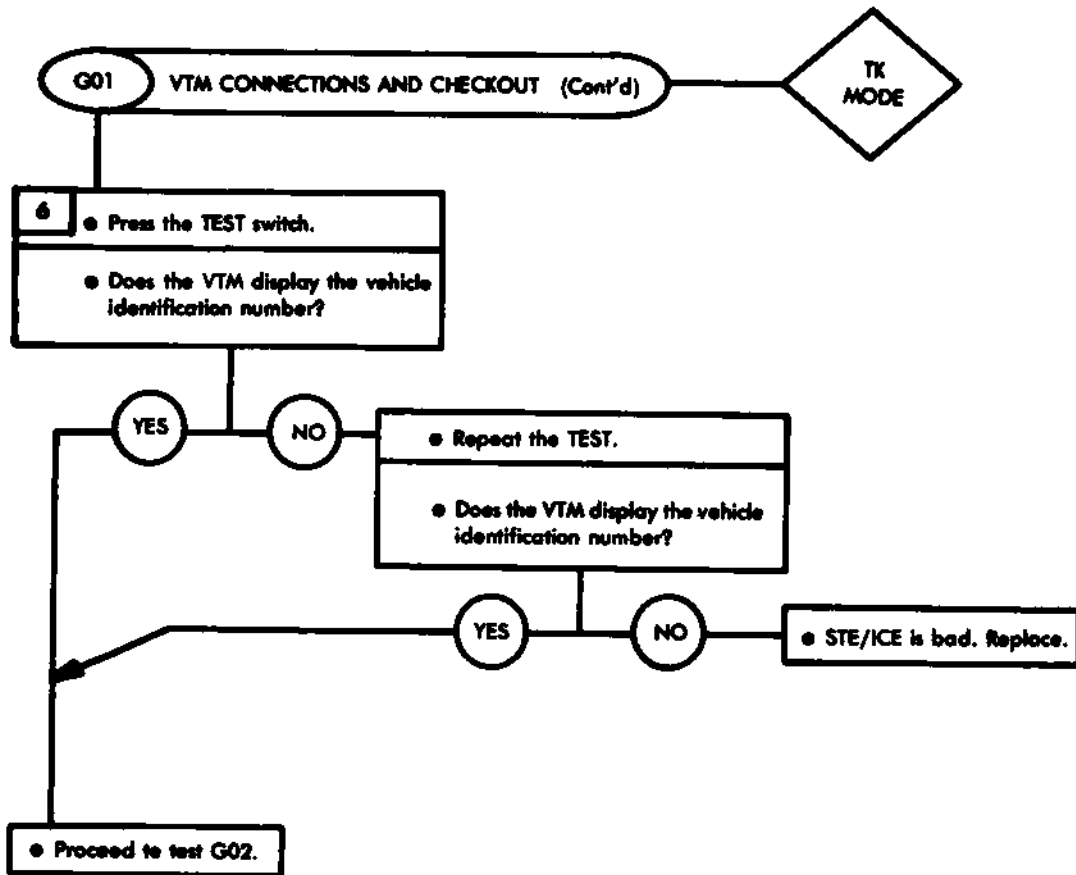 G01 VTM CONNECTIONS AND CHECKOUT (Cont'd)
TK
MODE
6
• Press the TEST switch.
• Does the VTM display the vehicle
identification number?
YES
NO
• Repeat the TEST.
• Does the VTM display the vehicle
identification number?
YES
NO
• STE/ICE is bad. Replace.
• Proceed to test G02.